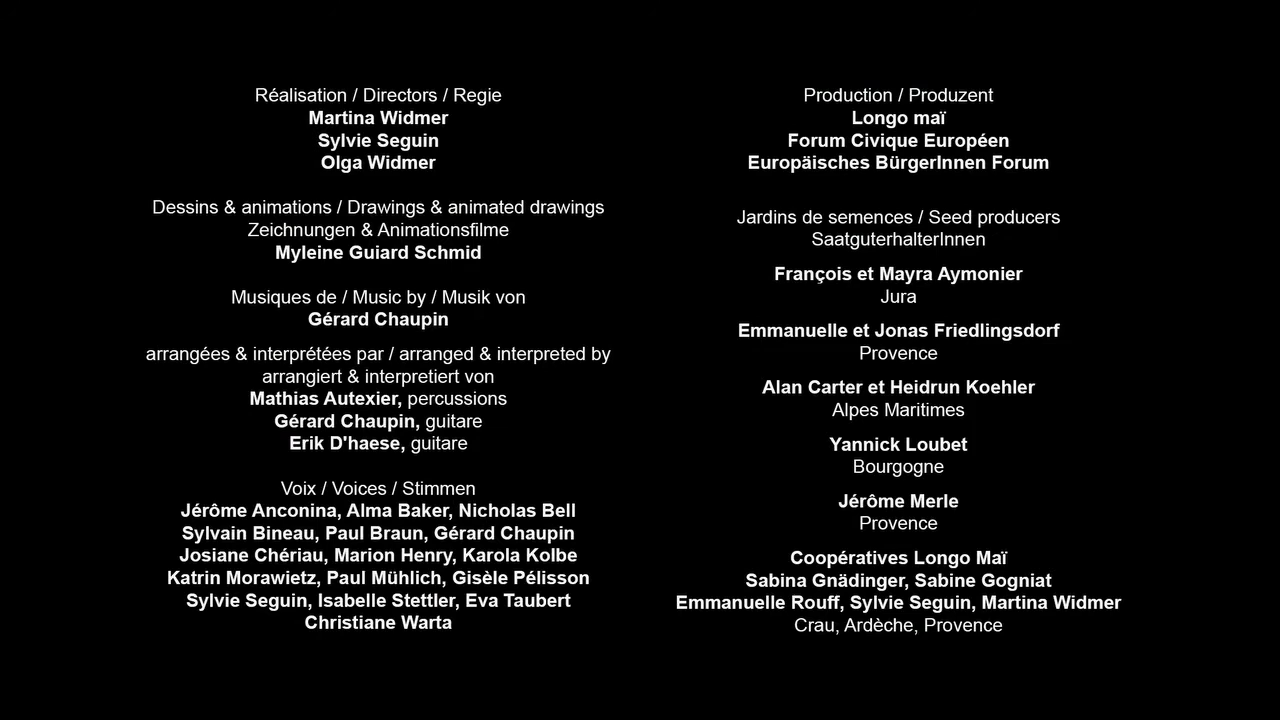 Réalisation / Directors / Regie
Martina Widmer
Sylvie Seguin
Olga Widmer
Dessins & animations / Drawings & animated drawings
Zeichnungen & Animationsfilme
Myleine Guiard Schmid
Musiques de / Music by / Musik von
Gérard Chaupin
arrangées & interprétées par / arranged & interpreted by
arrangiert & interpretiert von
Mathias Autexier, percussions
Gérard Chaupin, guitare
Erik D'haese, guitare
Voix / Voices / Stimmen
Jérôme Anconina, Alma Baker, Nicholas Bell
Sylvain Bineau, Paul Braun, Gérard Chaupin
Josiane Chériau, Marion Henry, Karola Kolbe
Katrin Morawietz, Paul Mühlich, Gisèle Pélisson
Sylvie Seguin, Isabelle Stettler, Eva Taubert
Christiane Warta
Production / Produzent
Longo maï
Forum Civique Européen
Europäisches BürgerInnen Forum
Jardins de semences / Seed producers
SaatguterhalterInnen
François et Mayra Aymonier
Jura
Emmanuelle et Jonas Friedlingsdorf
Provence
Alan Carter et Heidrun Koehler
Alpes Maritimes
Yannick Loubet
Bourgogne
Jérôme Merle
Provence
Coopératives Longo Maï
Sabina Gnädinger, Sabine Gogniat
Emmanuelle Rouff, Sylvie Seguin, Martina Widmer
Crau, Ardèche, Provence